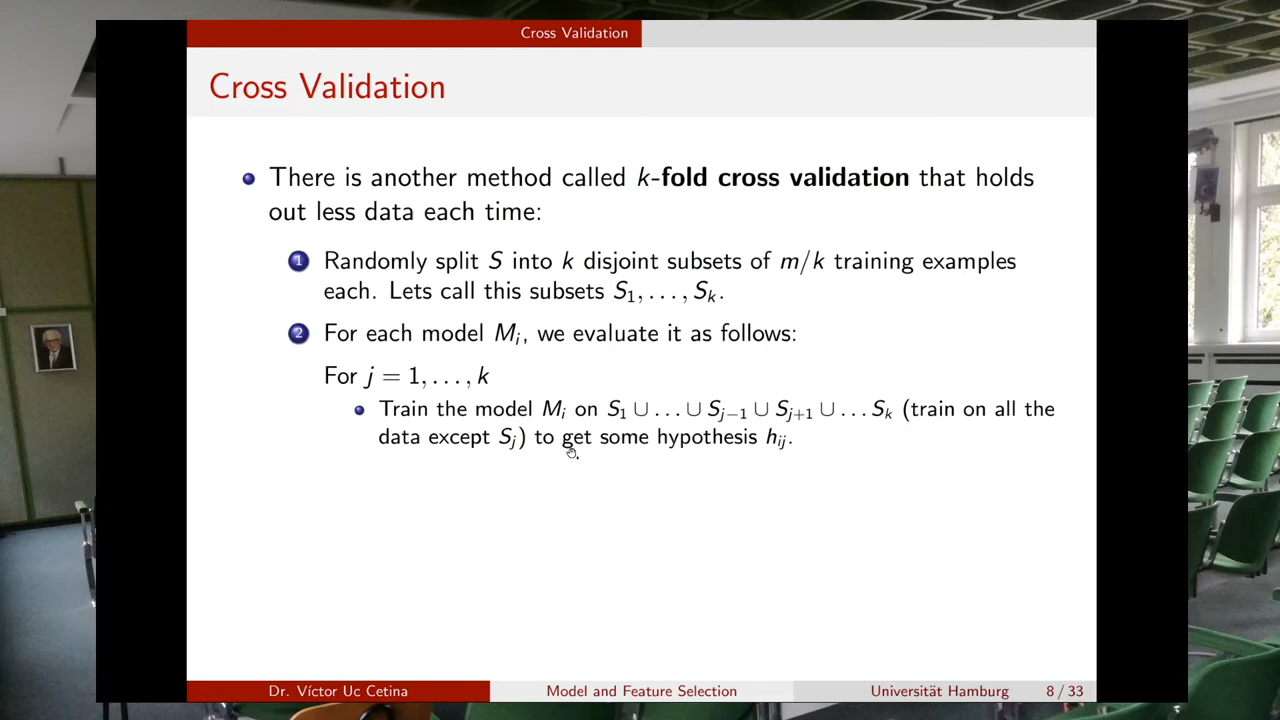 Cross Validation
Cross Validation
There is another method called k-fold cross validation that holds
out less data each time:
1 Randomly split S into k disjoint subsets of m/k training examples
each. Lets call this subsets S₁, . . . , Sₖ.
2 For each model Mᵢ, we evaluate it as follows:
For j = 1, . . . , k
Train the model Mᵢ on S₁ ∪ . . . ∪ Sⱼ₋₁ ∪ Sⱼ₊₁ ∪ . . . Sₖ (train on all the
data except Sⱼ) to get some hypothesis hᵢⱼ.
Dr. Víctor Uc Cetina Model and Feature Selection Universität Hamburg 8 / 33